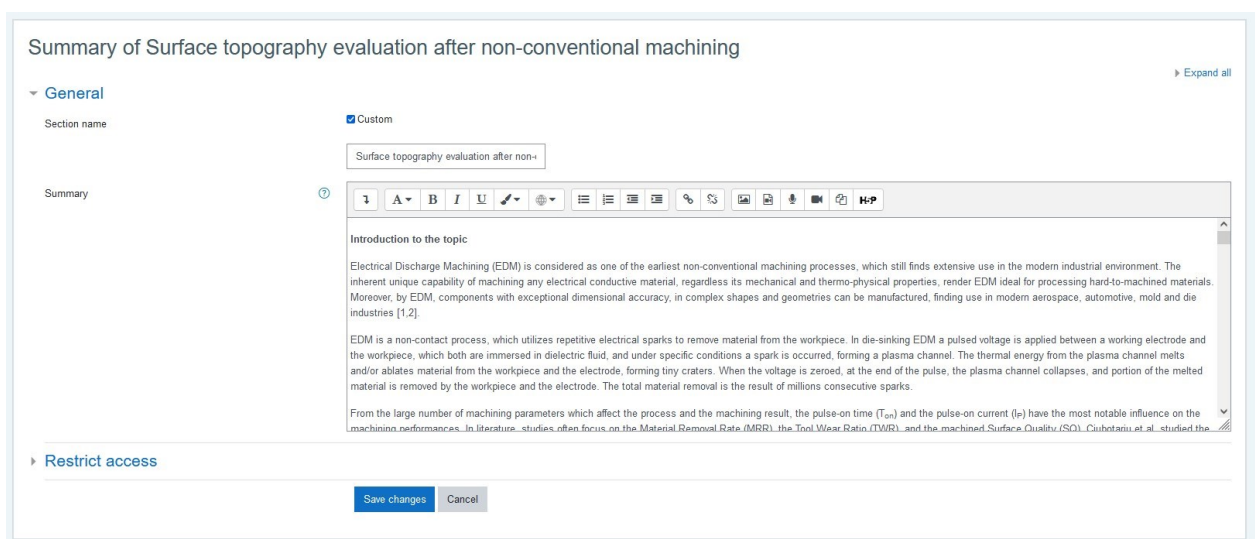 Summary of Surface topography evaluation after non-conventional machining
Expand all
General
Section name
Custom
Surface topography evaluation after non-
Summary
A B I U
H5P
Introduction to the topic
Electrical Discharge Machining (EDM) is considered as one of the earliest non-conventional machining processes, which still finds extensive use in the modern industrial environment. The
inherent unique capability of machining any electrical conductive material, regardless its mechanical and thermo-physical properties, render EDM ideal for processing hard-to-machined materials.
Moreover, by EDM, components with exceptional dimensional accuracy, in complex shapes and geometries can be manufactured, finding use in modern aerospace, automotive, mold and die
industries [1,2].
EDM is a non-contact process, which utilizes repetitive electrical sparks to remove material from the workpiece. In die-sinking EDM a pulsed voltage is applied between a working electrode and
the workpiece, which both are immersed in dielectric fluid, and under specific conditions a spark is occurred, forming a plasma channel. The thermal energy from the plasma channel melts
and/or ablates material from the workpiece and the electrode, forming tiny craters. When the voltage is zeroed, at the end of the pulse, the plasma channel collapses, and portion of the melted
material is removed by the workpiece and the electrode. The total material removal is the result of millions consecutive sparks.
From the large number of machining parameters which affect the process and the machining result, the pulse-on time (Ton) and the pulse-on current (IP) have the most notable influence on the
machining performances. In literature, studies often focus on the Material Removal Rate (MRR), the Tool Wear Ratio (TWR), and the machined Surface Quality (SQ). Ciubotariu et al. studied the
Restrict access
Save changes
Cancel